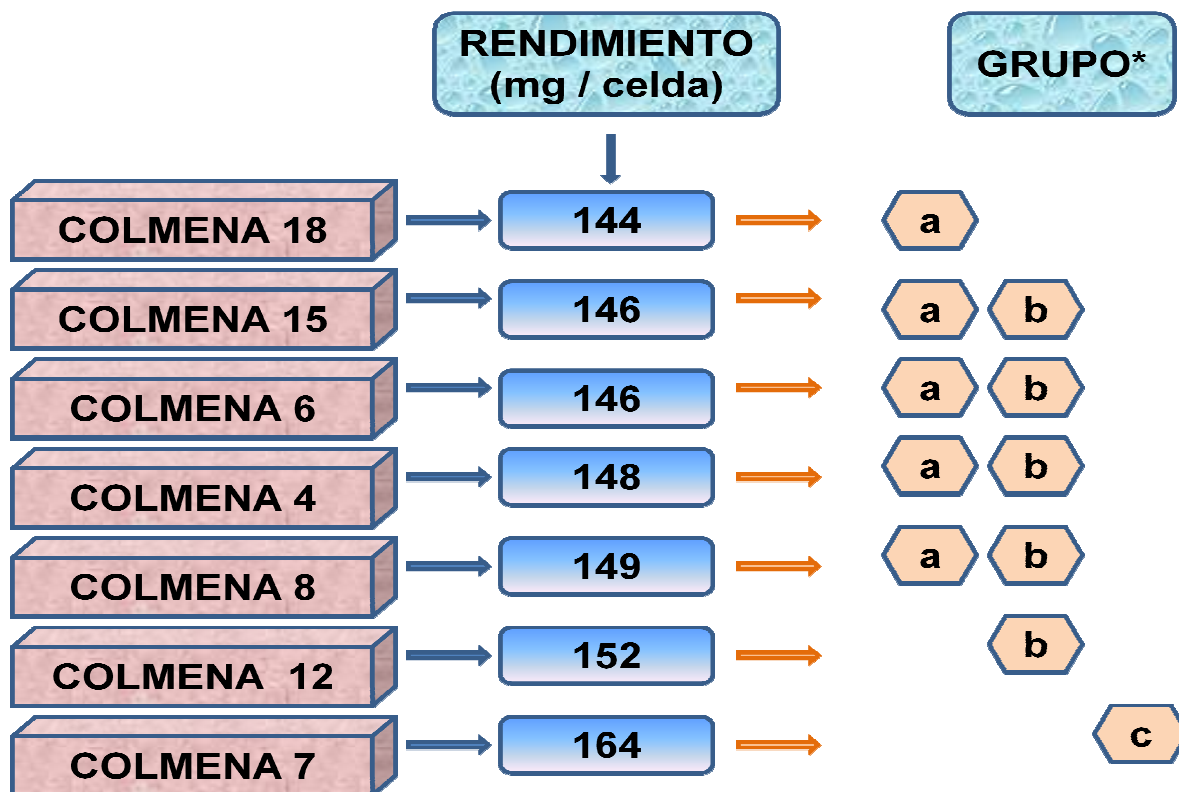 RENDIMIENTO
(mg / celda)
GRUPO*
COLMENA 18
144
a
COLMENA 15
146
a b
COLMENA 6
146
a b
COLMENA 4
148
a b
COLMENA 8
149
a b
COLMENA 12
152
b
COLMENA 7
164
c